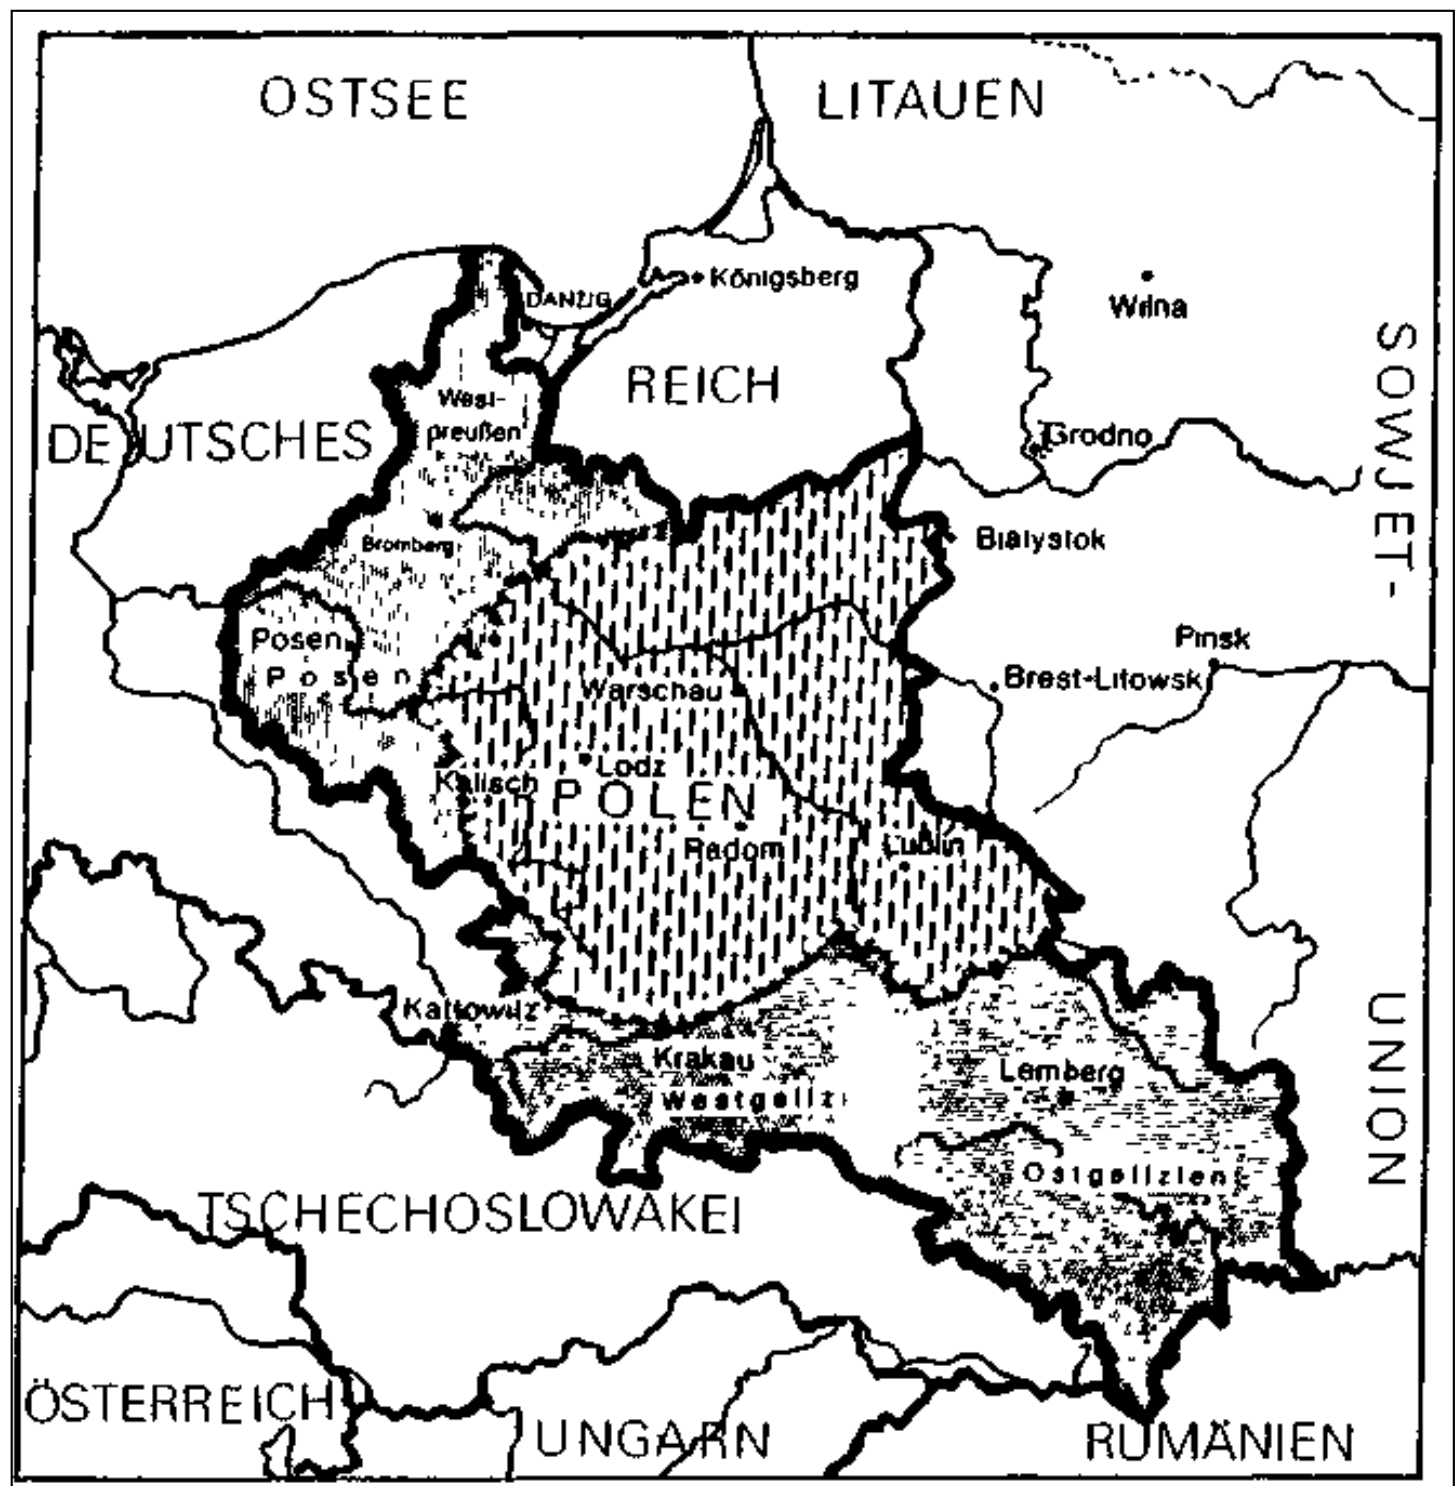 OSTSEE
LITAUEN
Königsberg
DANZIG
Wilna
REICH
SOWJET-
West-
preußen
DEUTSCHES
Grodno
Bromberg
Bialystok
Posen
Posen
Pinsk
Brest-Litowsk
Warschau
Lodz
Kalisch
POLEN
Radom
Lublin
Kattowitz
Krakau
Westgalizi
Lemberg
UNION
Ostgalizien
TSCHECHOSLOWAKEI
ÖSTERREICH
UNGARN
RUMÄNIEN